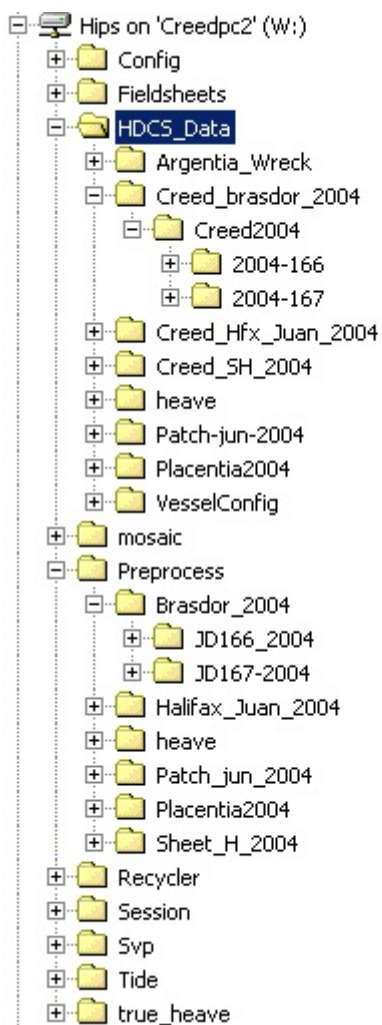 Hips on 'Creedpc2' (W:)
Config
Fieldsheets
HDCS_Data
Argentia_Wreck
Creed_brasdor_2004
Creed2004
2004-166
2004-167
Creed_Hfx_Juan_2004
Creed_SH_2004
heave
Patch-jun-2004
Placentia2004
VesselConfig
mosaic
Preprocess
Brasdor_2004
JD166_2004
JD167-2004
Halifax_Juan_2004
heave
Patch_jun_2004
Placentia2004
Sheet_H_2004
Recycler
Session
Svp
Tide
true_heave